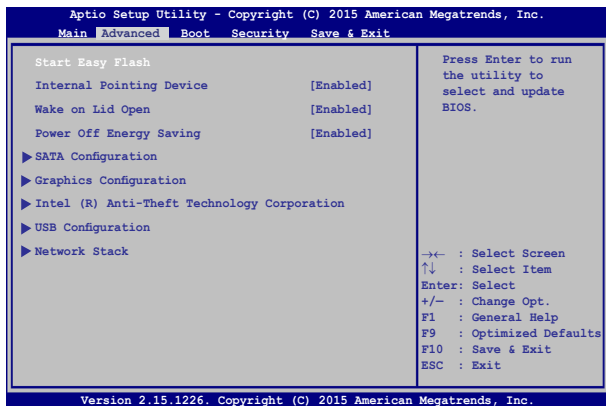 Aptio Setup Utility - Copyright (C) 2015 American Megatrends, Inc.
Main Advanced Boot Security Save & Exit
Start Easy Flash
Internal Pointing Device [Enabled]
Wake on Lid Open [Enabled]
Power Off Energy Saving [Enabled]
SATA Configuration
Graphics Configuration
Intel (R) Anti-Theft Technology Corporation
USB Configuration
Network Stack
Press Enter to run
the utility to
select and update
BIOS.
→← : Select Screen
↑↓ : Select Item
Enter: Select
+/— : Change Opt.
F1 : General Help
F9 : Optimized Defaults
F10 : Save & Exit
ESC : Exit
Version 2.15.1226. Copyright (C) 2015 American Megatrends, Inc.